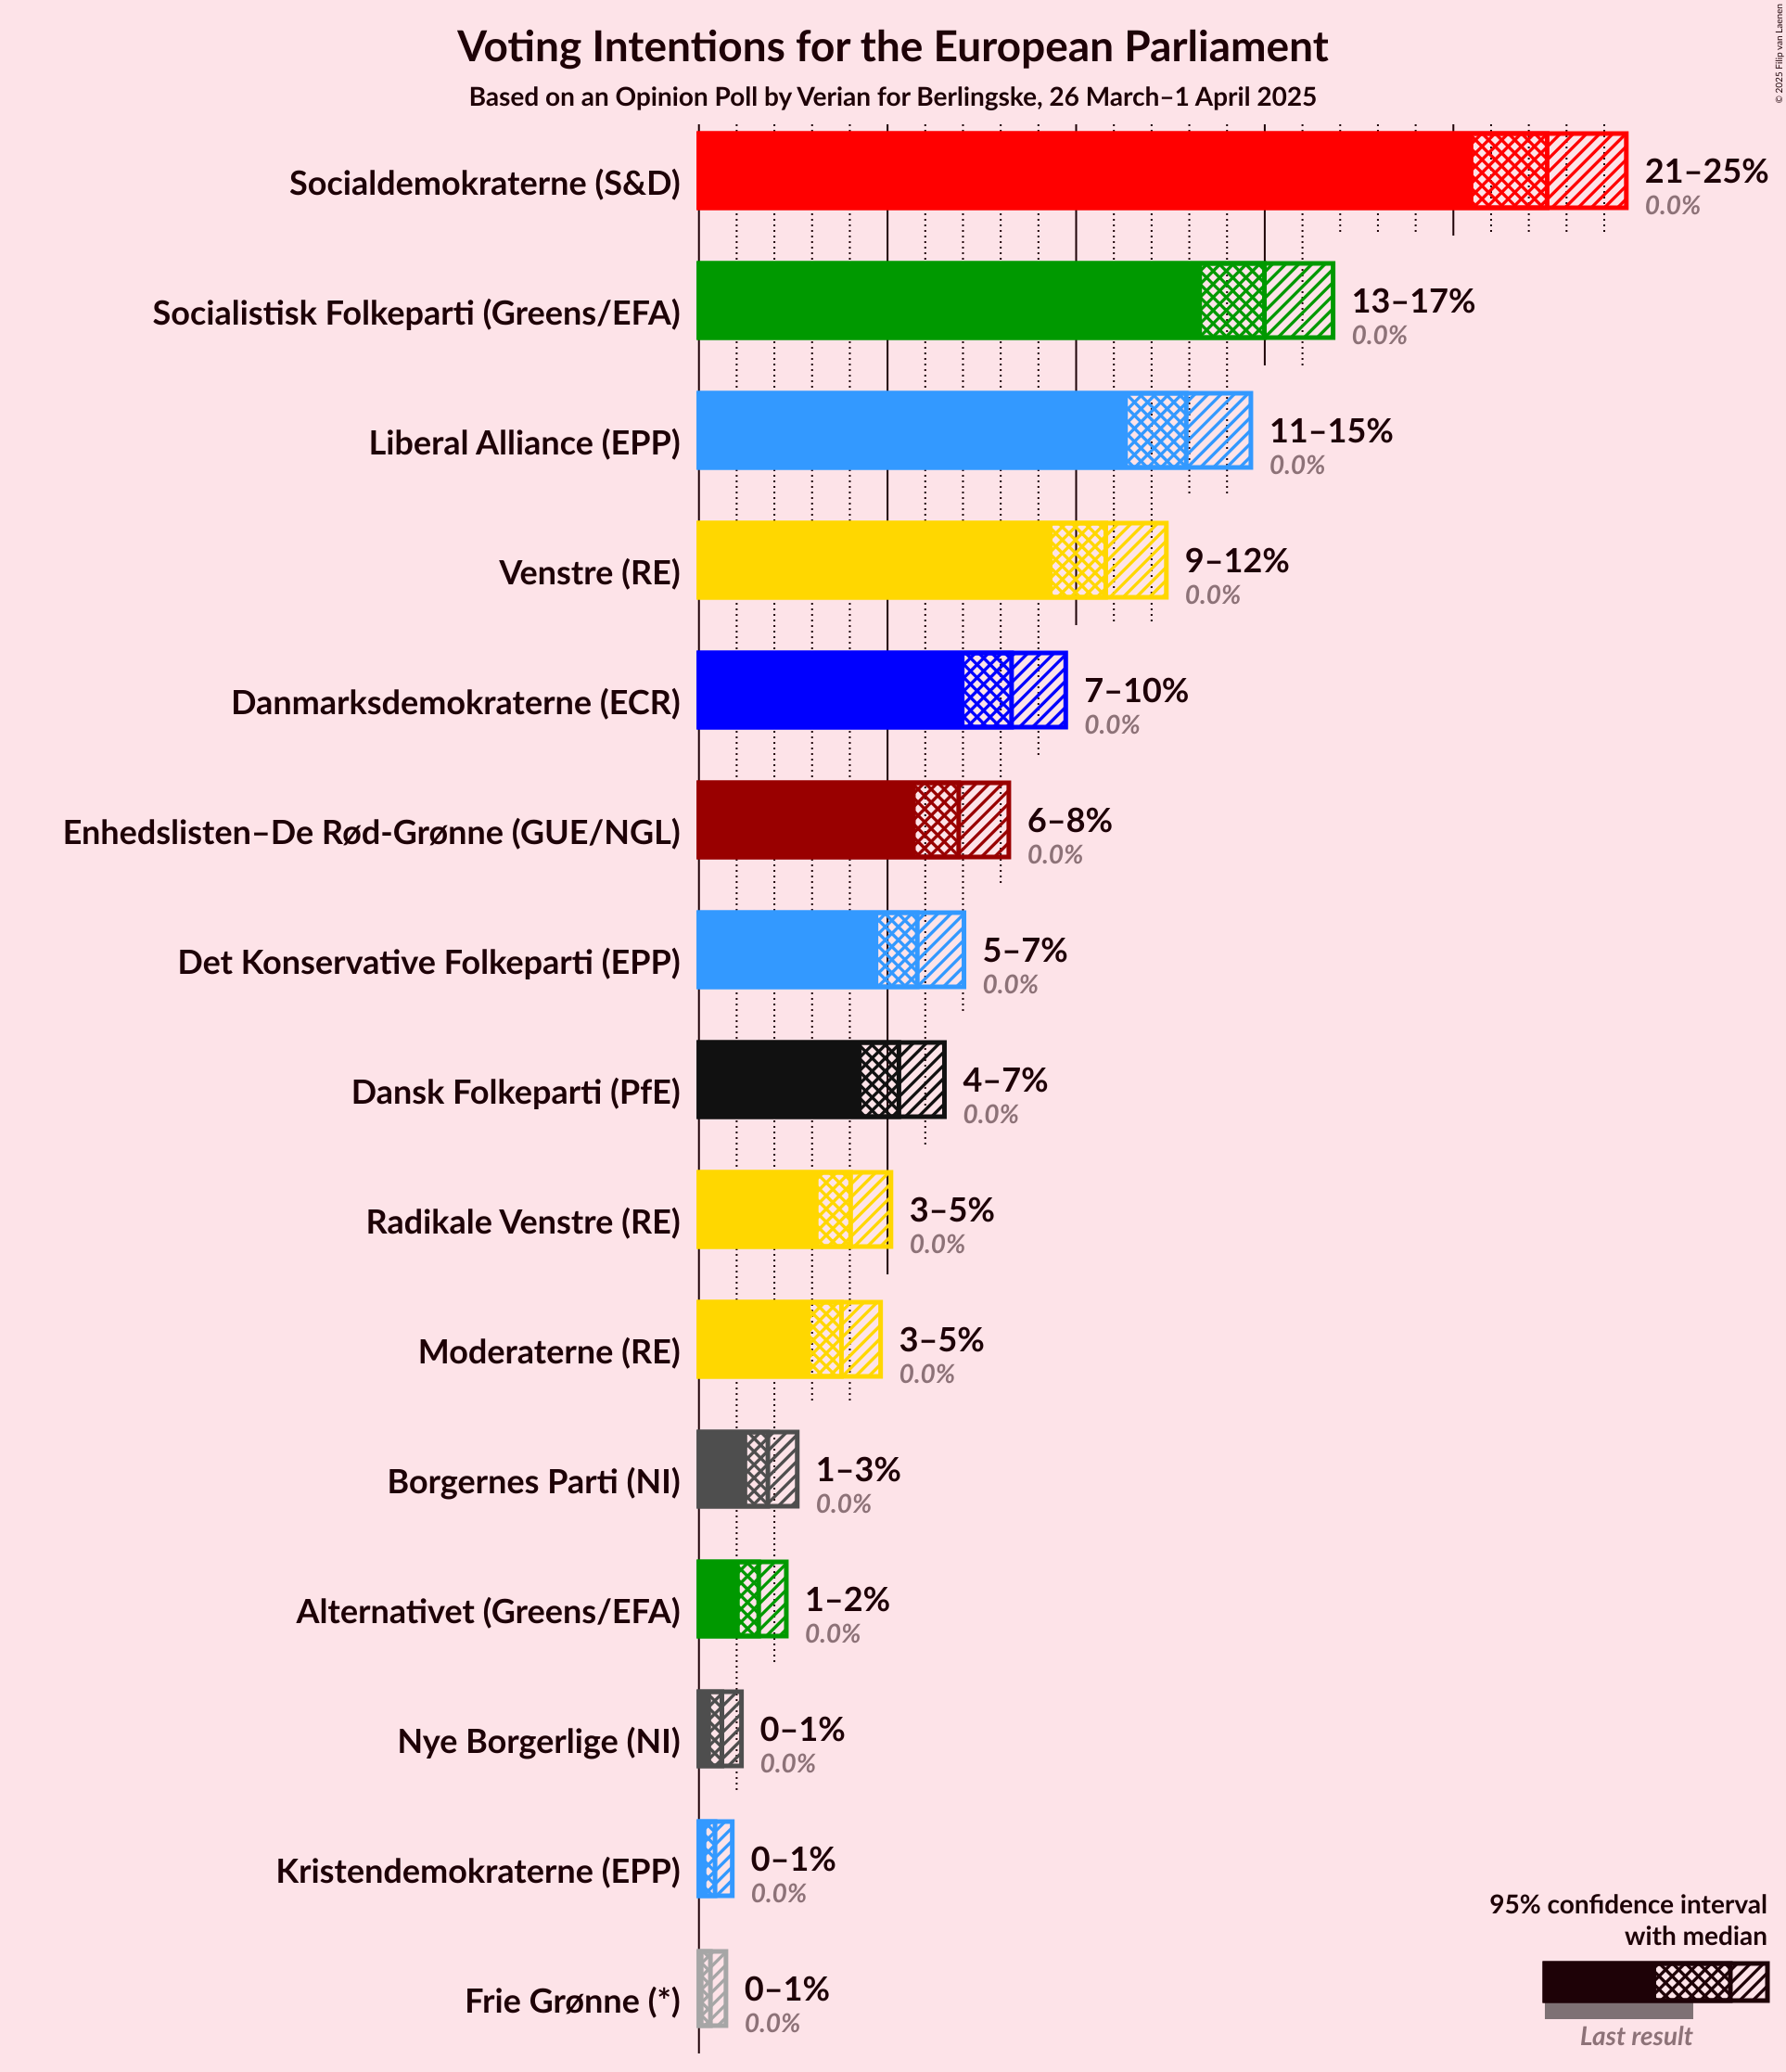 Voting Intentions for the European Parliament
Based on an Opinion Poll by Verian for Berlingske, 26 March–1 April 2025
© 2025 Filip van Laenen
Socialdemokraterne (S&D)
21–25%
0.0%
Socialistisk Folkeparti (Greens/EFA)
13–17%
0.0%
Liberal Alliance (EPP)
11–15%
0.0%
Venstre (RE)
9–12%
0.0%
Danmarksdemokraterne (ECR)
7–10%
0.0%
Enhedslisten–De Rød-Grønne (GUE/NGL)
6–8%
0.0%
Det Konservative Folkeparti (EPP)
5–7%
0.0%
Dansk Folkeparti (PfE)
4–7%
0.0%
Radikale Venstre (RE)
3–5%
0.0%
Moderaterne (RE)
3–5%
0.0%
Borgernes Parti (NI)
1–3%
0.0%
Alternativet (Greens/EFA)
1–2%
0.0%
Nye Borgerlige (NI)
0–1%
0.0%
Kristendemokraterne (EPP)
0–1%
0.0%
Frie Grønne (*)
0–1%
0.0%
95% confidence interval
with median
Last result